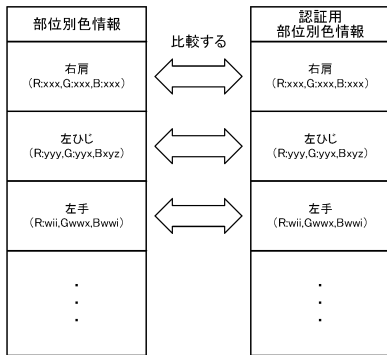 部位別色情報
右肩
(R:xxx,G:xxx,B:xxx)
左ひじ
(R:yyy,G:yyx,Bxyz)
左手
(R:wii,Gwwx,Bwwi)
・
・
・
比較する
認証用
部位別色情報
右肩
(R:xxx,G:xxx,B:xxx)
左ひじ
(R:yyy,G:yyx,Bxyz)
左手
(R:wii,Gwwx,Bwwi)
・
・
・